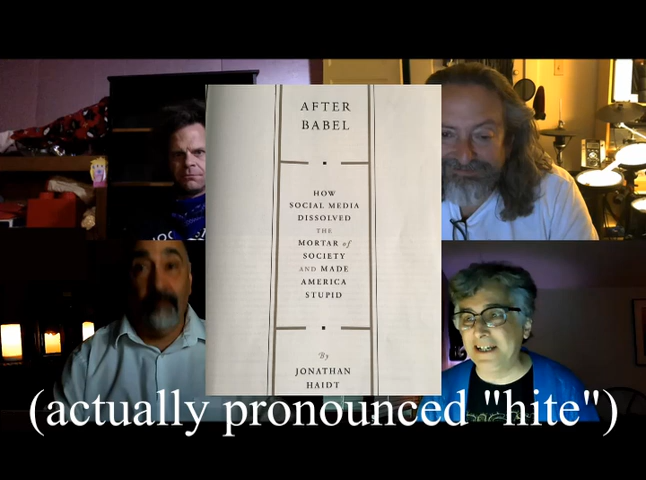 AFTER
BABEL
HOW
SOCIAL MEDIA
DISSOLVED
THE
MORTAR of
SOCIETY
AND MADE
AMERICA
STUPID
By
JONATHAN
HAIDT
(actually pronounced "hite")